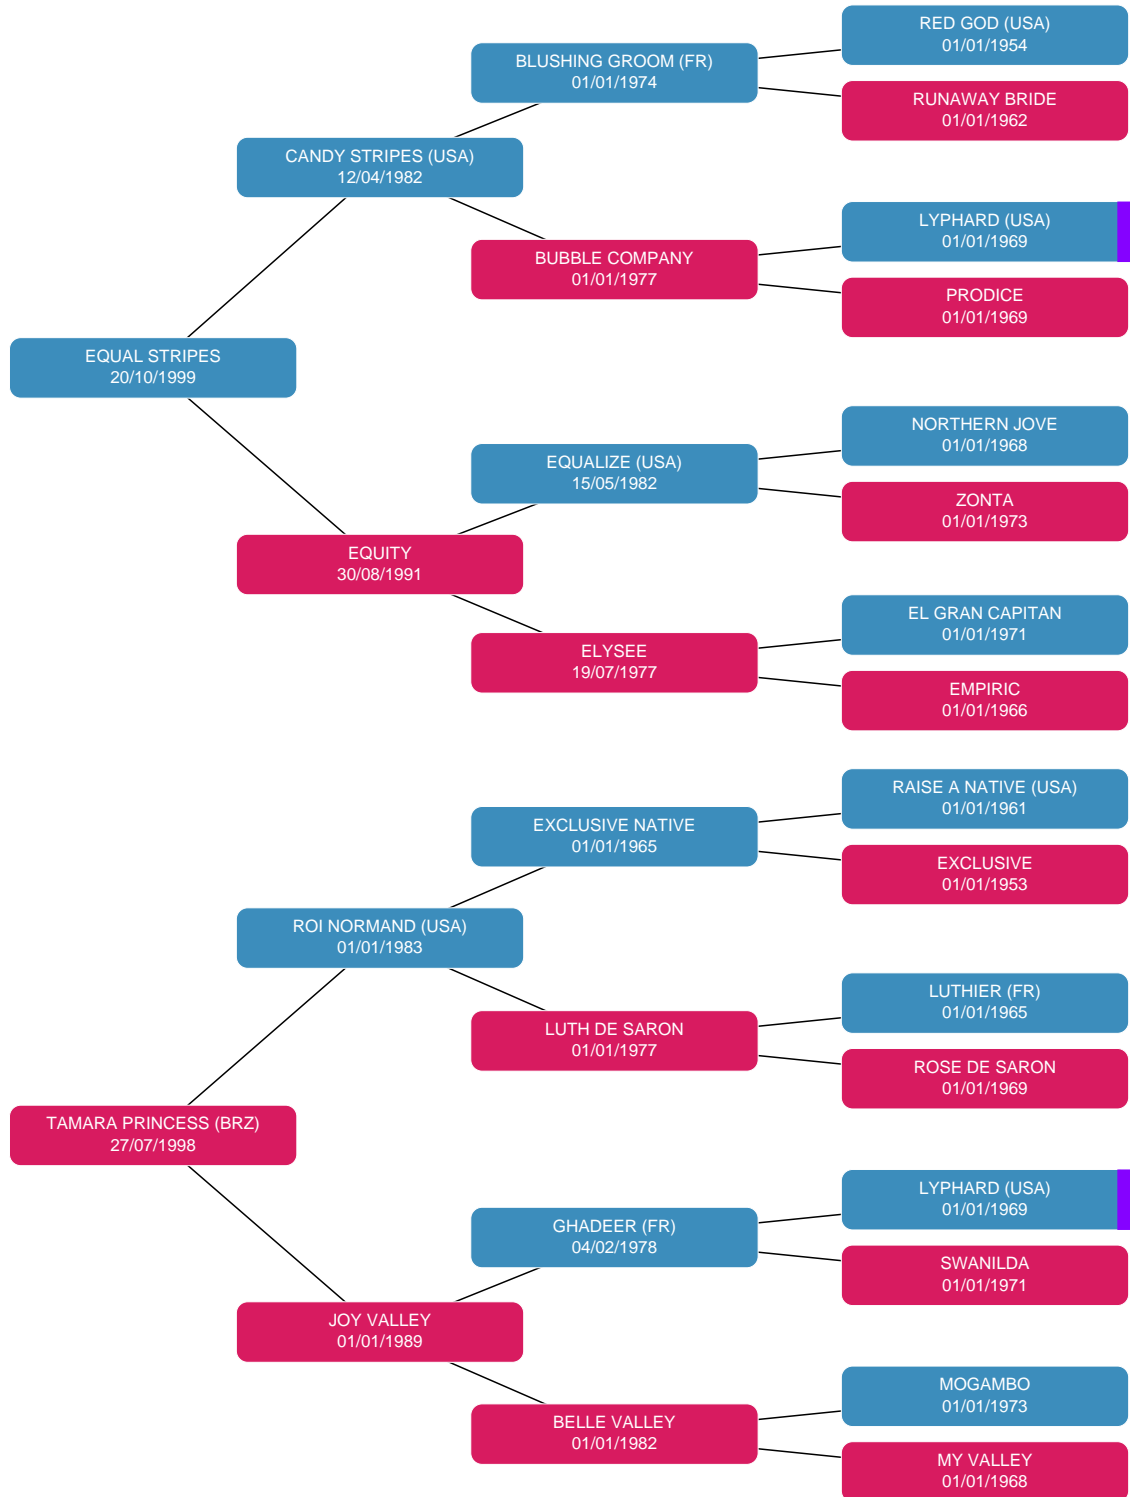 RED GOD (USA)
01/01/1954
BLUSHING GROOM (FR)
01/01/1974
RUNAWAY BRIDE
01/01/1962
CANDY STRIPES (USA)
12/04/1982
LYPHARD (USA)
01/01/1969
BUBBLE COMPANY
01/01/1977
PRODICE
01/01/1969
EQUAL STRIPES
20/10/1999
NORTHERN JOVE
01/01/1968
EQUALIZE (USA)
15/05/1982
ZONTA
01/01/1973
EQUITY
30/08/1991
EL GRAN CAPITAN
01/01/1971
ELYSEE
19/07/1977
EMPIRIC
01/01/1966
RAISE A NATIVE (USA)
01/01/1961
EXCLUSIVE NATIVE
01/01/1965
EXCLUSIVE
01/01/1953
ROI NORMAND (USA)
01/01/1983
LUTHIER (FR)
01/01/1965
LUTH DE SARON
01/01/1977
ROSE DE SARON
01/01/1969
TAMARA PRINCESS (BRZ)
27/07/1998
LYPHARD (USA)
01/01/1969
GHADEER (FR)
04/02/1978
SWANILDA
01/01/1971
JOY VALLEY
01/01/1989
MOGAMBO
01/01/1973
BELLE VALLEY
01/01/1982
MY VALLEY
01/01/1968